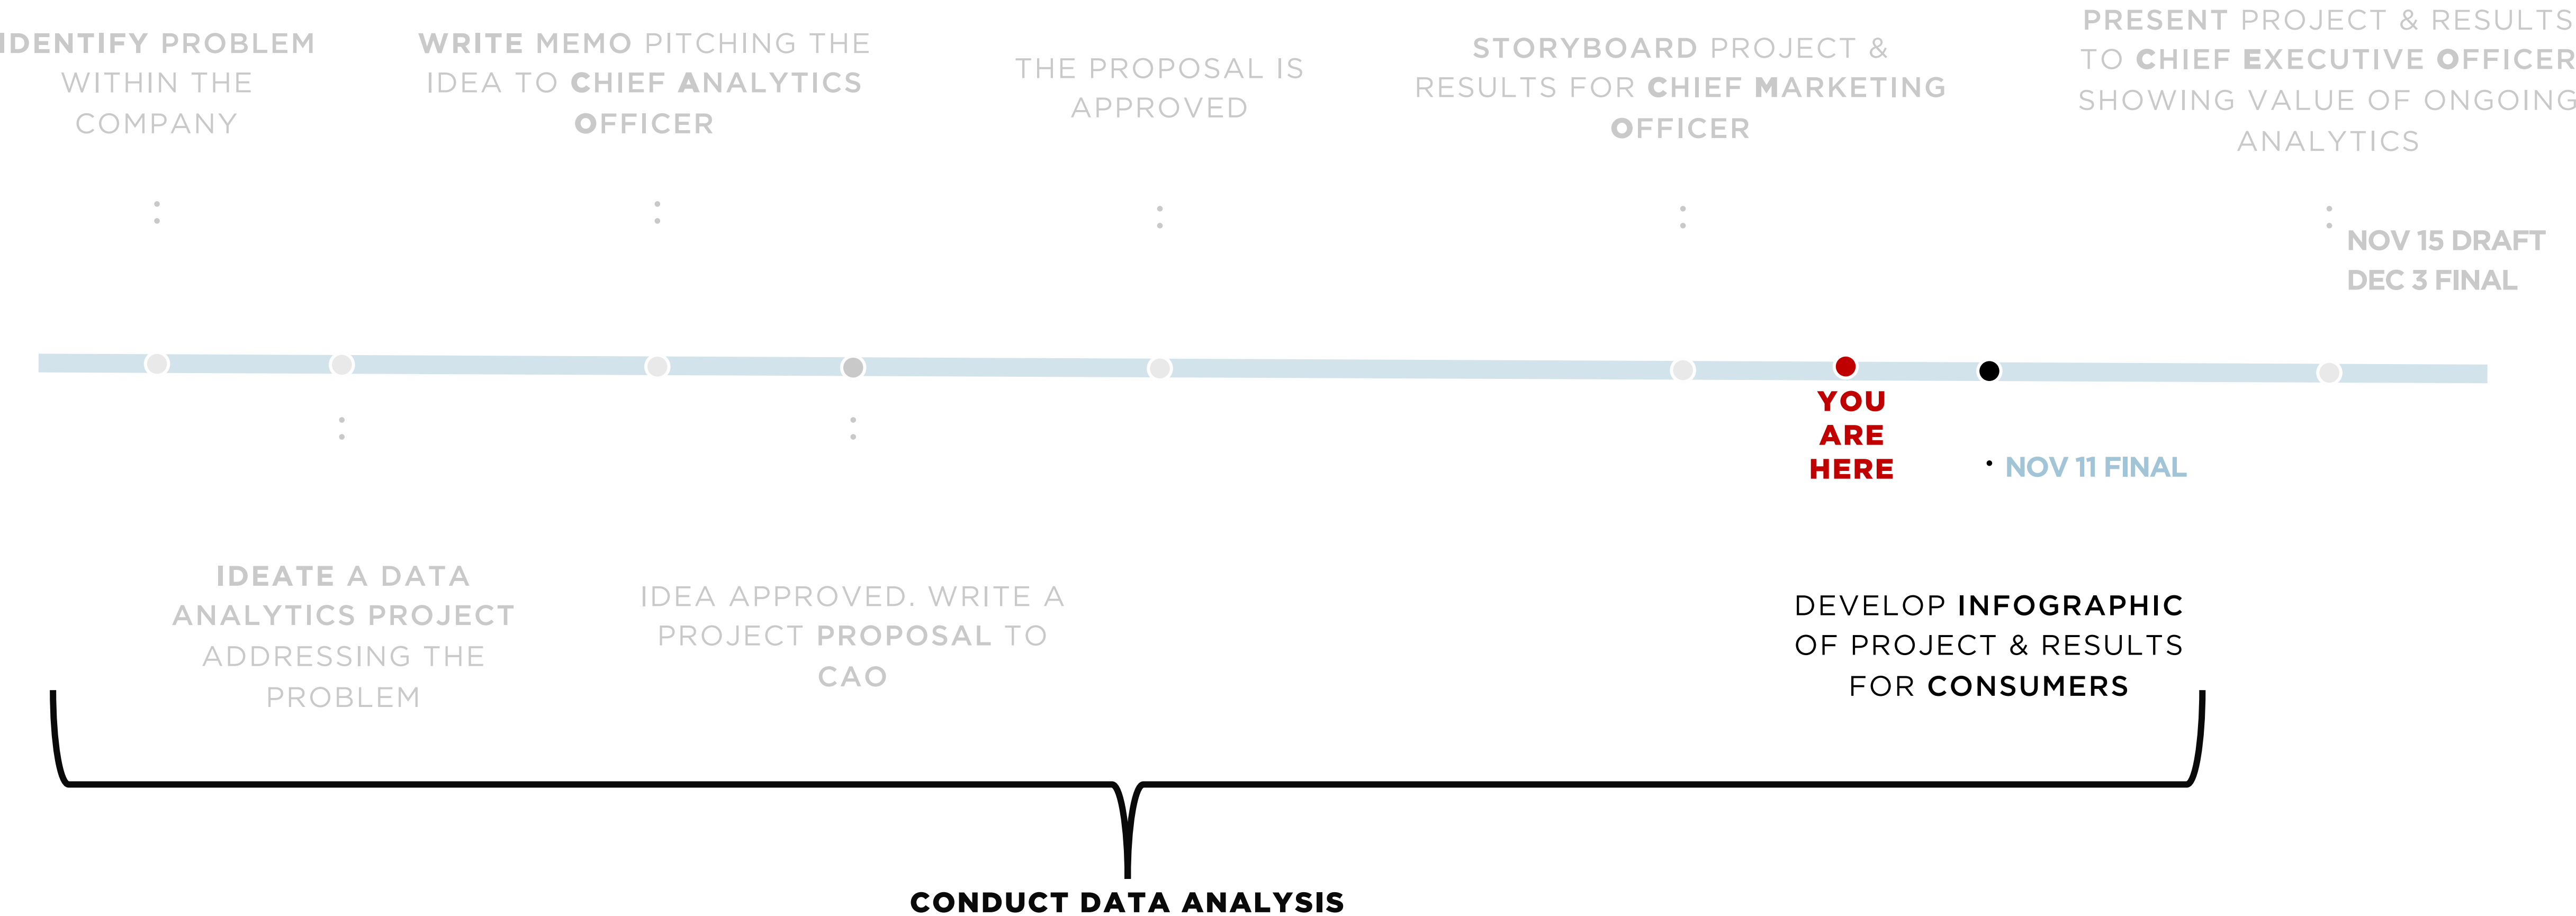 IDENTIFY PROBLEM
WITHIN THE
COMPANY
WRITE MEMO PITCHING THE
IDEA TO CHIEF ANALYTICS
OFFICER
THE PROPOSAL IS
APPROVED
STORYBOARD PROJECT &
RESULTS FOR CHIEF MARKETING
OFFICER
PRESENT PROJECT & RESULTS
TO CHIEF EXECUTIVE OFFICER
SHOWING VALUE OF ONGOING
ANALYTICS
NOV 15 DRAFT
DEC 3 FINAL
YOU
ARE
HERE
NOV 11 FINAL
IDEATE A DATA
ANALYTICS PROJECT
ADDRESSING THE
PROBLEM
IDEA APPROVED. WRITE A
PROJECT PROPOSAL TO
CAO
DEVELOP INFOGRAPHIC
OF PROJECT & RESULTS
FOR CONSUMERS
CONDUCT DATA ANALYSIS